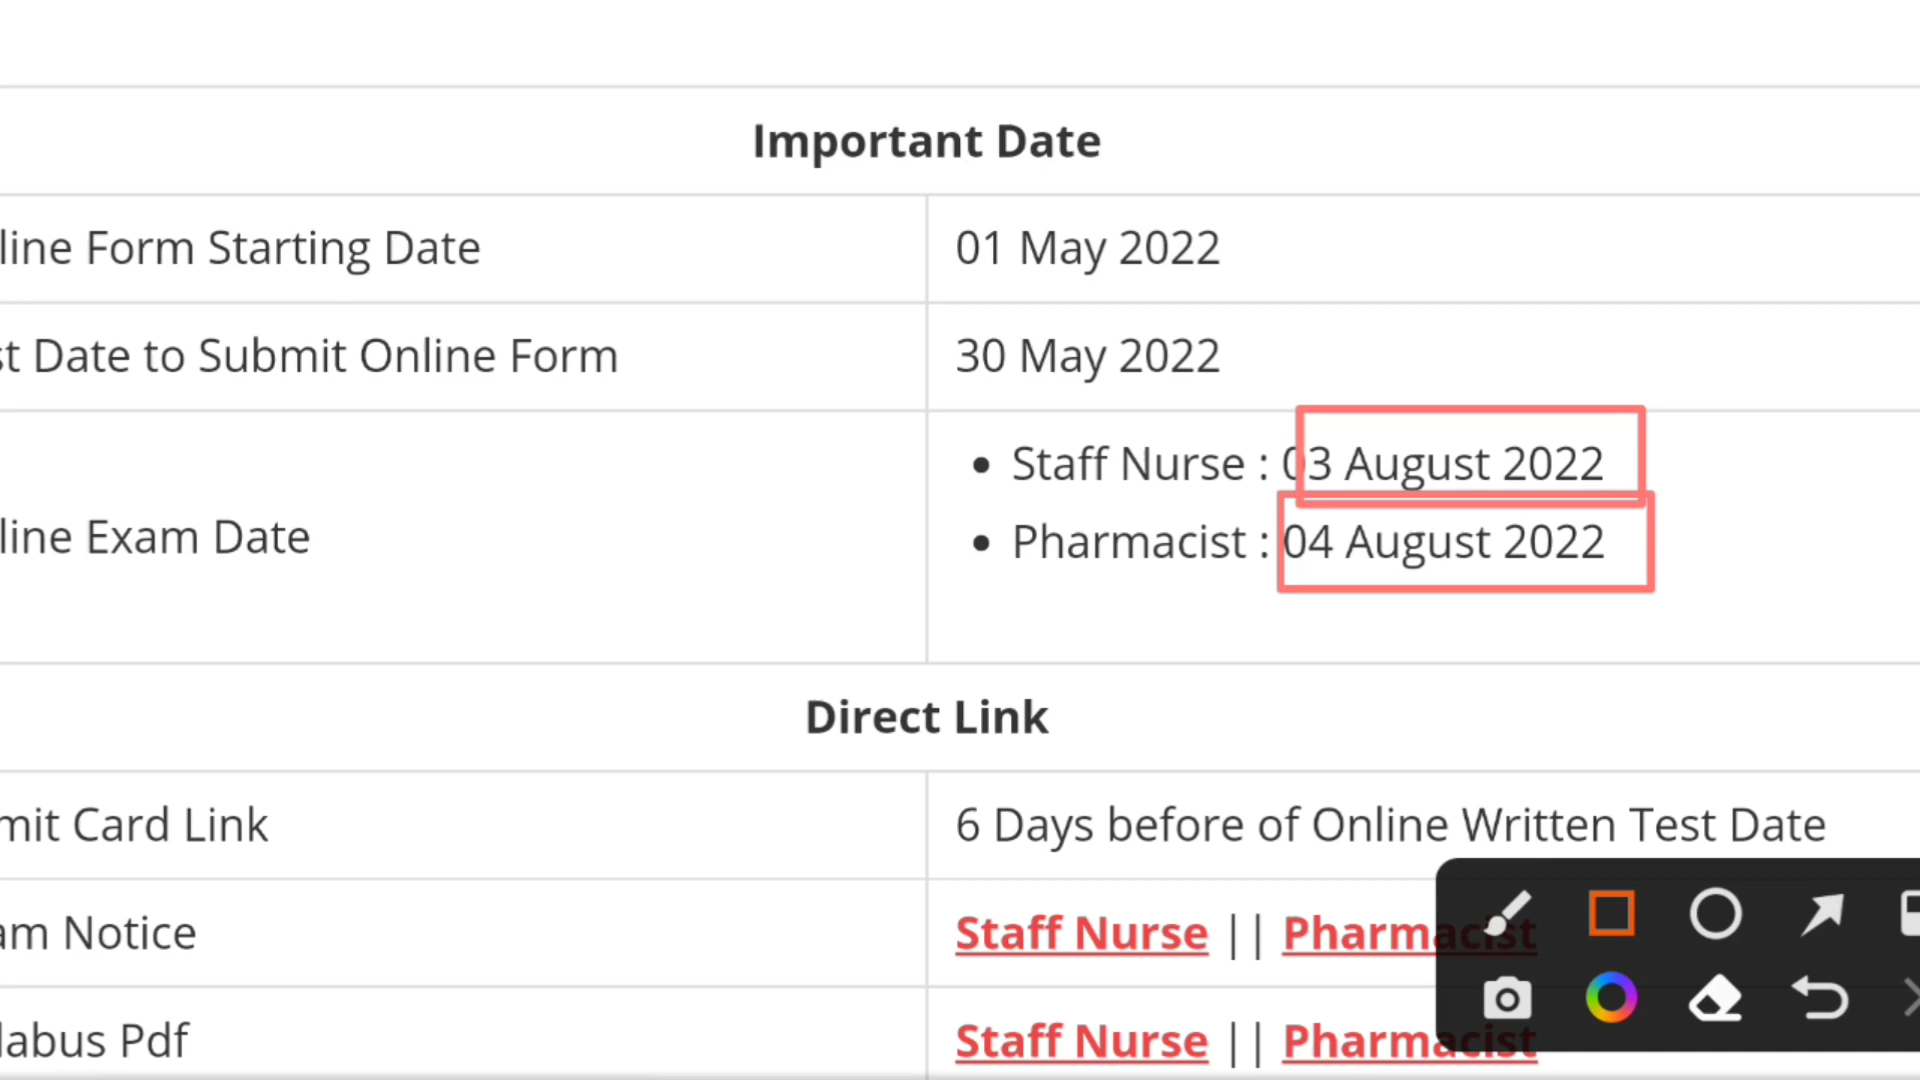 Important Date
line Form Starting Date
01 May 2022
st Date to Submit Online Form
30 May 2022
line Exam Date
• Staff Nurse : 03 August 2022
• Pharmacist : 04 August 2022
Direct Link
mit Card Link
6 Days before of Online Written Test Date
am Notice
Staff Nurse || Pharmacist
labus Pdf
Staff Nurse || Pharmacist